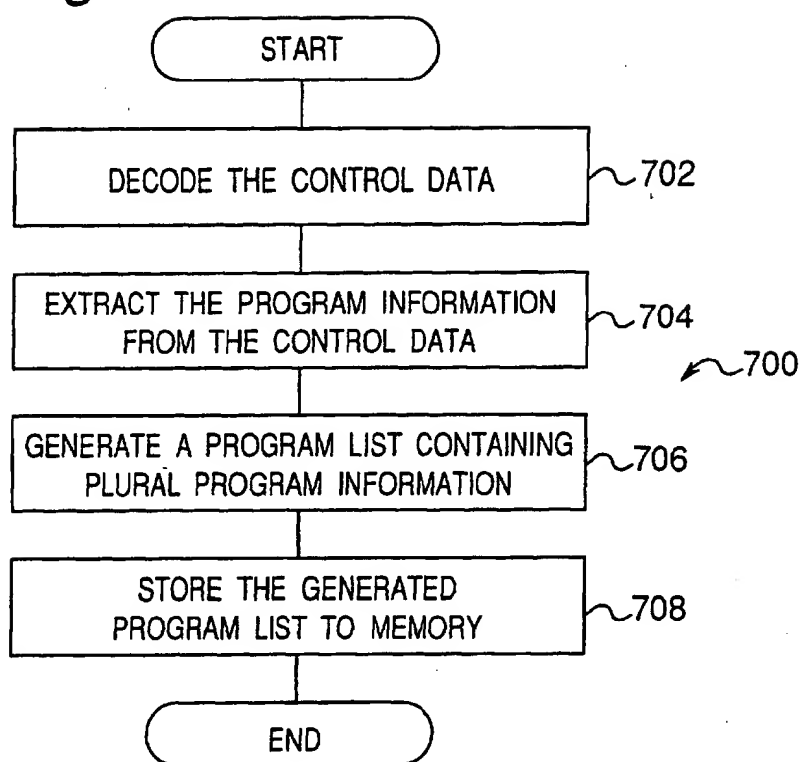 START
DECODE THE CONTROL DATA
702
EXTRACT THE PROGRAM INFORMATION
FROM THE CONTROL DATA
704
700
GENERATE A PROGRAM LIST CONTAINING
PLURAL PROGRAM INFORMATION
706
STORE THE GENERATED
PROGRAM LIST TO MEMORY
708
END